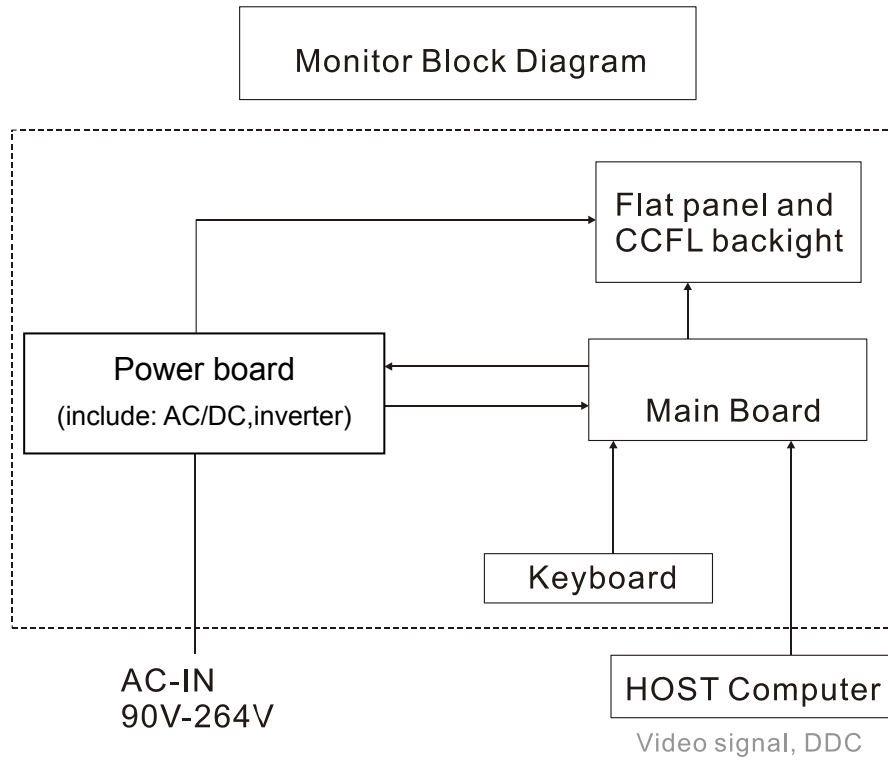 Monitor Block Diagram
Flat panel and
CCFL backight
Power board
(include: AC/DC,inverter)
Main Board
Keyboard
AC-IN
90V-264V
HOST Computer
Video signal, DDC